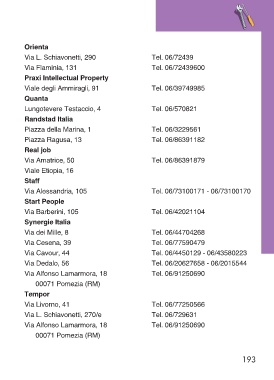 Orienta
Via L. Schiavonetti, 290 Tel. 06/72439
Via Flaminia, 131 Tel. 06/72439600
Praxi Intellectual Property
Viale degli Ammiragli, 91 Tel. 06/39749985
Quanta
Lungotevere Testaccio, 4 Tel. 06/570821
Randstad Italia
Piazza della Marina, 1 Tel. 06/3229561
Piazza Ragusa, 13 Tel. 06/86391182
Real job
Via Amatrice, 50 Tel. 06/86391879
Viale Etiopia, 16
Staff
Via Alessandria, 105 Tel. 06/73100171 - 06/73100170
Start People
Via Barberini, 105 Tel. 06/42021104
Synergie Italia
Via dei Mille, 8 Tel. 06/44704268
Via Cesena, 39 Tel. 06/77590479
Via Cavour, 44 Tel. 06/4450129 - 06/43580223
Via Dedalo, 56 Tel. 06/20627658 - 06/2015544
Via Alfonso Lamarmora, 18 Tel. 06/91250690
00071 Pomezia (RM)
Tempor
Via Livorno, 41 Tel. 06/77250566
Via L. Schiavonetti, 270/e Tel. 06/729631
Via Alfonso Lamarmora, 18 Tel. 06/91250690
00071 Pomezia (RM)
193